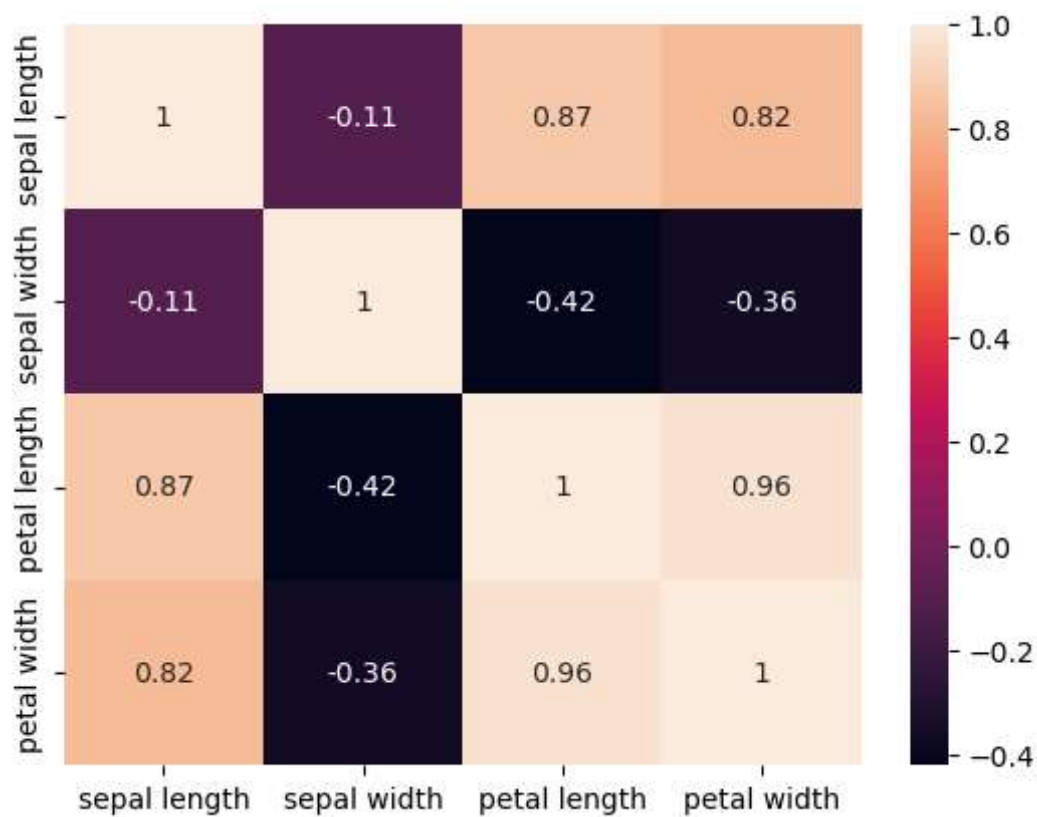 sepal length 1 -0.11 0.87 0.82
sepal width -0.11 1 -0.42 -0.36
petal length 0.87 -0.42 1 0.96
petal width 0.82 -0.36 0.96 1
sepal length sepal width petal length petal width
1.0
0.8
0.6
0.4
0.2
0.0
−0.2
−0.4